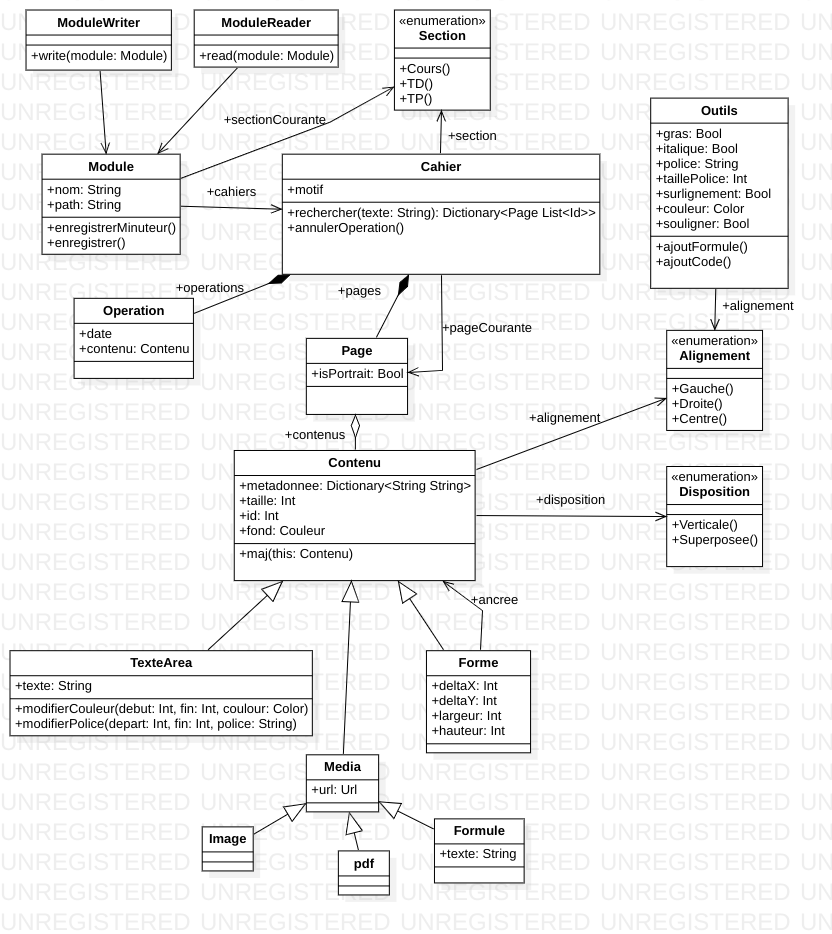 ModuleWriter
+write(module: Module)
ModuleReader
+read(module: Module)
«enumeration»
Section
+Cours()
+TD()
+TP()
+sectionCourante
+section
Outils
+gras: Bool
+italique: Bool
+police: String
+taillePolice: Int
+surlignement: Bool
+couleur: Color
+souligner: Bool
+ajoutFormule()
+ajoutCode()
Module
+nom: String
+path: String
+enregistrerMinuteur()
+enregistrer()
+cahiers
Cahier
+motif
+rechercher(texte: String): Dictionary<Page List<Id>>
+annulerOperation()
+operations
+pages
+pageCourante
+alignement
Operation
+date
+contenu: Contenu
Page
+isPortrait: Bool
«enumeration»
Alignement
+Gauche()
+Droite()
+Centre()
+contenus
+alignement
Contenu
+metadonnee: Dictionary<String String>
+taille: Int
+id: Int
+fond: Couleur
+maj(this: Contenu)
+disposition
«enumeration»
Disposition
+Verticale()
+Superposee()
+ancree
TexteArea
+texte: String
+modifierCouleur(debut: Int, fin: Int, coulour: Color)
+modifierPolice(depart: Int, fin: Int, police: String)
Forme
+deltaX: Int
+deltaY: Int
+largeur: Int
+hauteur: Int
Media
+url: Url
Image
pdf
Formule
+texte: String
UNREGISTERED